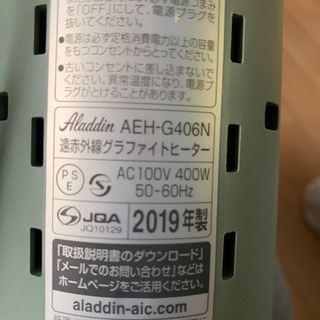 「OFF」にして、電源プラグを
抜いてください。
●電源は必ず定格消費電力以上の容量
をもつコンセントからとってください。
●古いコンセントに差し込まないで
ください。異常温度になり、電源プ
ラグがとけることがあります。
Aladdin AEH-G406N
遠赤外線グラファイトヒーター
PSE AC100V 400W
50-60Hz
JQA 2019年製
JQ10129
「取扱説明書のダウンロード」
「メールでのお問い合わせ」などは
ホームページをご活用ください。
aladdin-aic.com